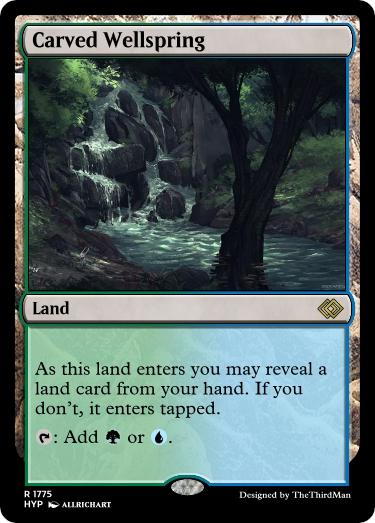 Carved Wellspring
Land
As this land enters you may reveal a
land card from your hand. If you
don't, it enters tapped.
: Add or .
R 1775
HYP ALLRICHART
Designed by TheThirdMan